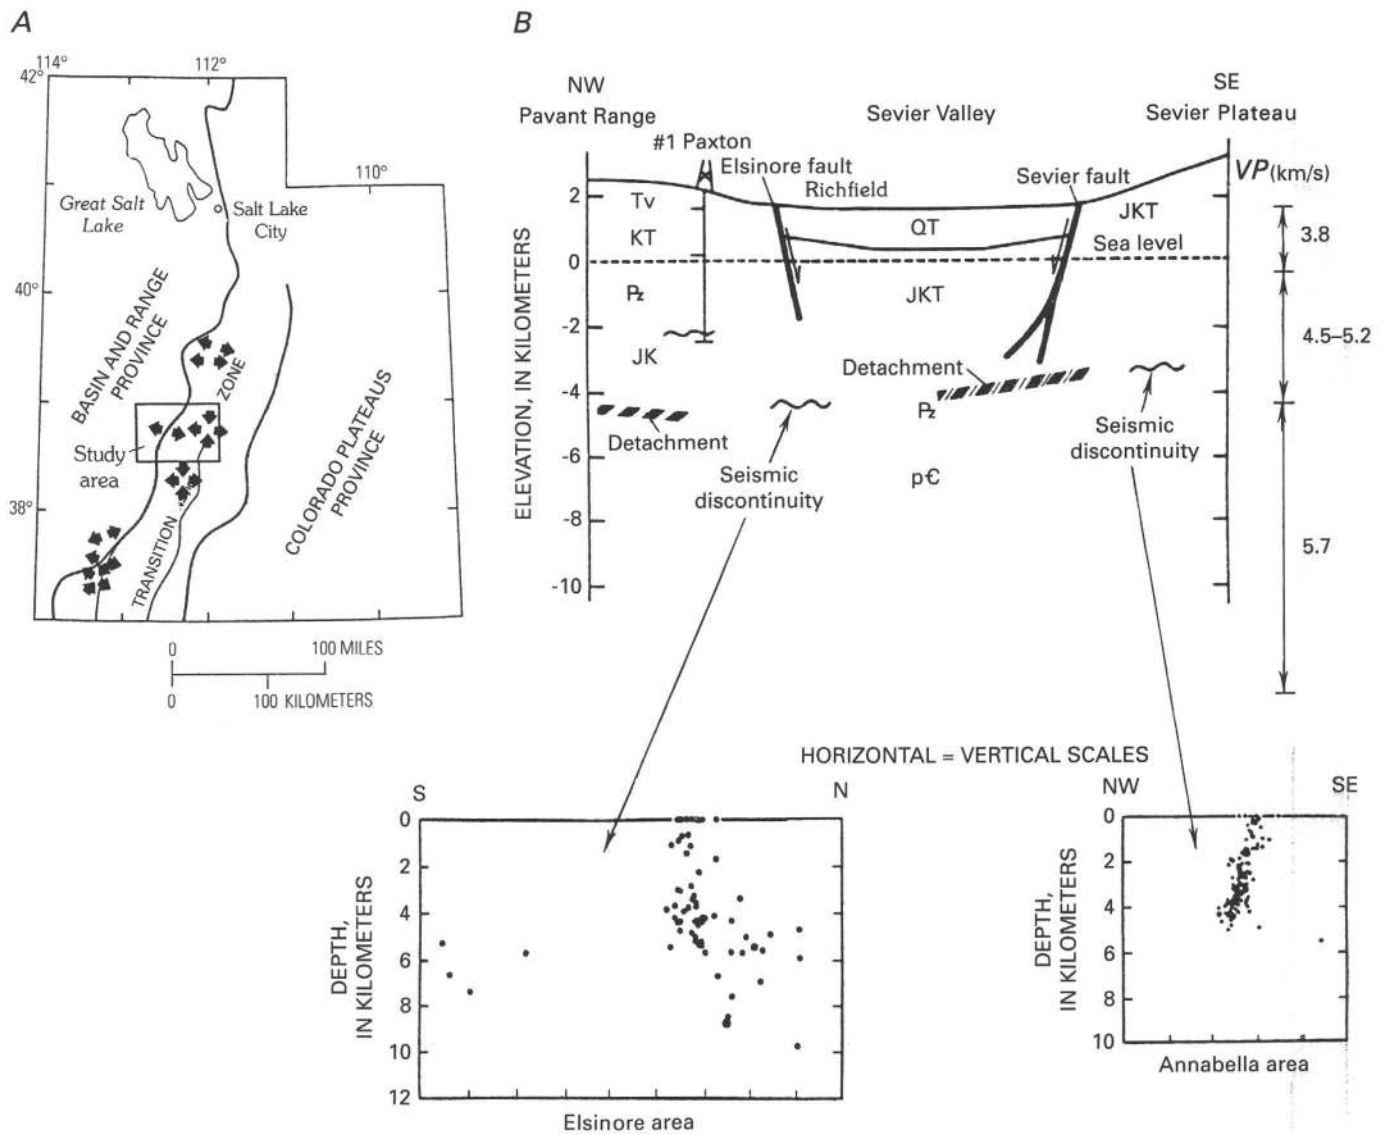 A
114°
112°
42°
110°
Great Salt
Lake
Salt Lake
City
40°
BASIN AND RANGE
PROVINCE
ZONE
Study
area
COLORADO PLATEAUS
PROVINCE
38°
TRANSITION
0 100 MILES
0 100 KILOMETERS
B
NW
Pavant Range
Sevier Valley
SE
Sevier Plateau
#1 Paxton
Elsinore fault
Richfield
Sevier fault
VP (km/s)
ELEVATION, IN KILOMETERS
2
0
-2
-4
-6
-8
-10
Tv
KT
Pz
JK
QT
JKT
JKT
Sea level
Detachment
Pz
Detachment
Seismic
discontinuity
Seismic
discontinuity
p-Є
3.8
4.5–5.2
5.7
HORIZONTAL = VERTICAL SCALES
S N
DEPTH,
IN KILOMETERS
0
2
4
6
8
10
12
Elsinore area
NW SE
DEPTH,
IN KILOMETERS
0
2
4
6
8
10
Annabella area